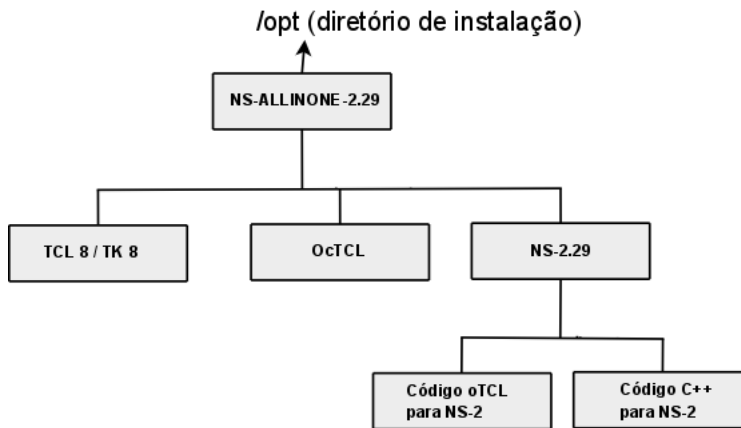 /opt (diretório de instalação)
NS-ALLINONE-2.29
TCL 8 / TK 8
OcTCL
NS-2.29
Código oTCL
para NS-2
Código C++
para NS-2